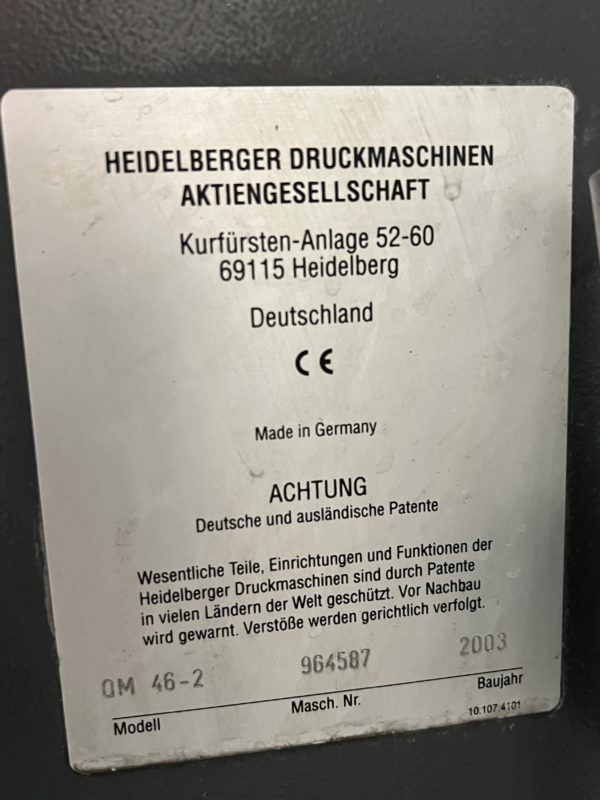 HEIDELBERGER DRUCKMASCHINEN
AKTIENGESELLSCHAFT
Kurfürsten-Anlage 52-60
69115 Heidelberg
Deutschland
CE
Made in Germany
ACHTUNG
Deutsche und ausländische Patente
Wesentliche Teile, Einrichtungen und Funktionen der
Heidelberger Druckmaschinen sind durch Patente
in vielen Ländern der Welt geschützt. Vor Nachbau
wird gewarnt. Verstöße werden gerichtlich verfolgt.
QM 46-2 964587 2003
Modell Masch. Nr. Baujahr
10.107.4101